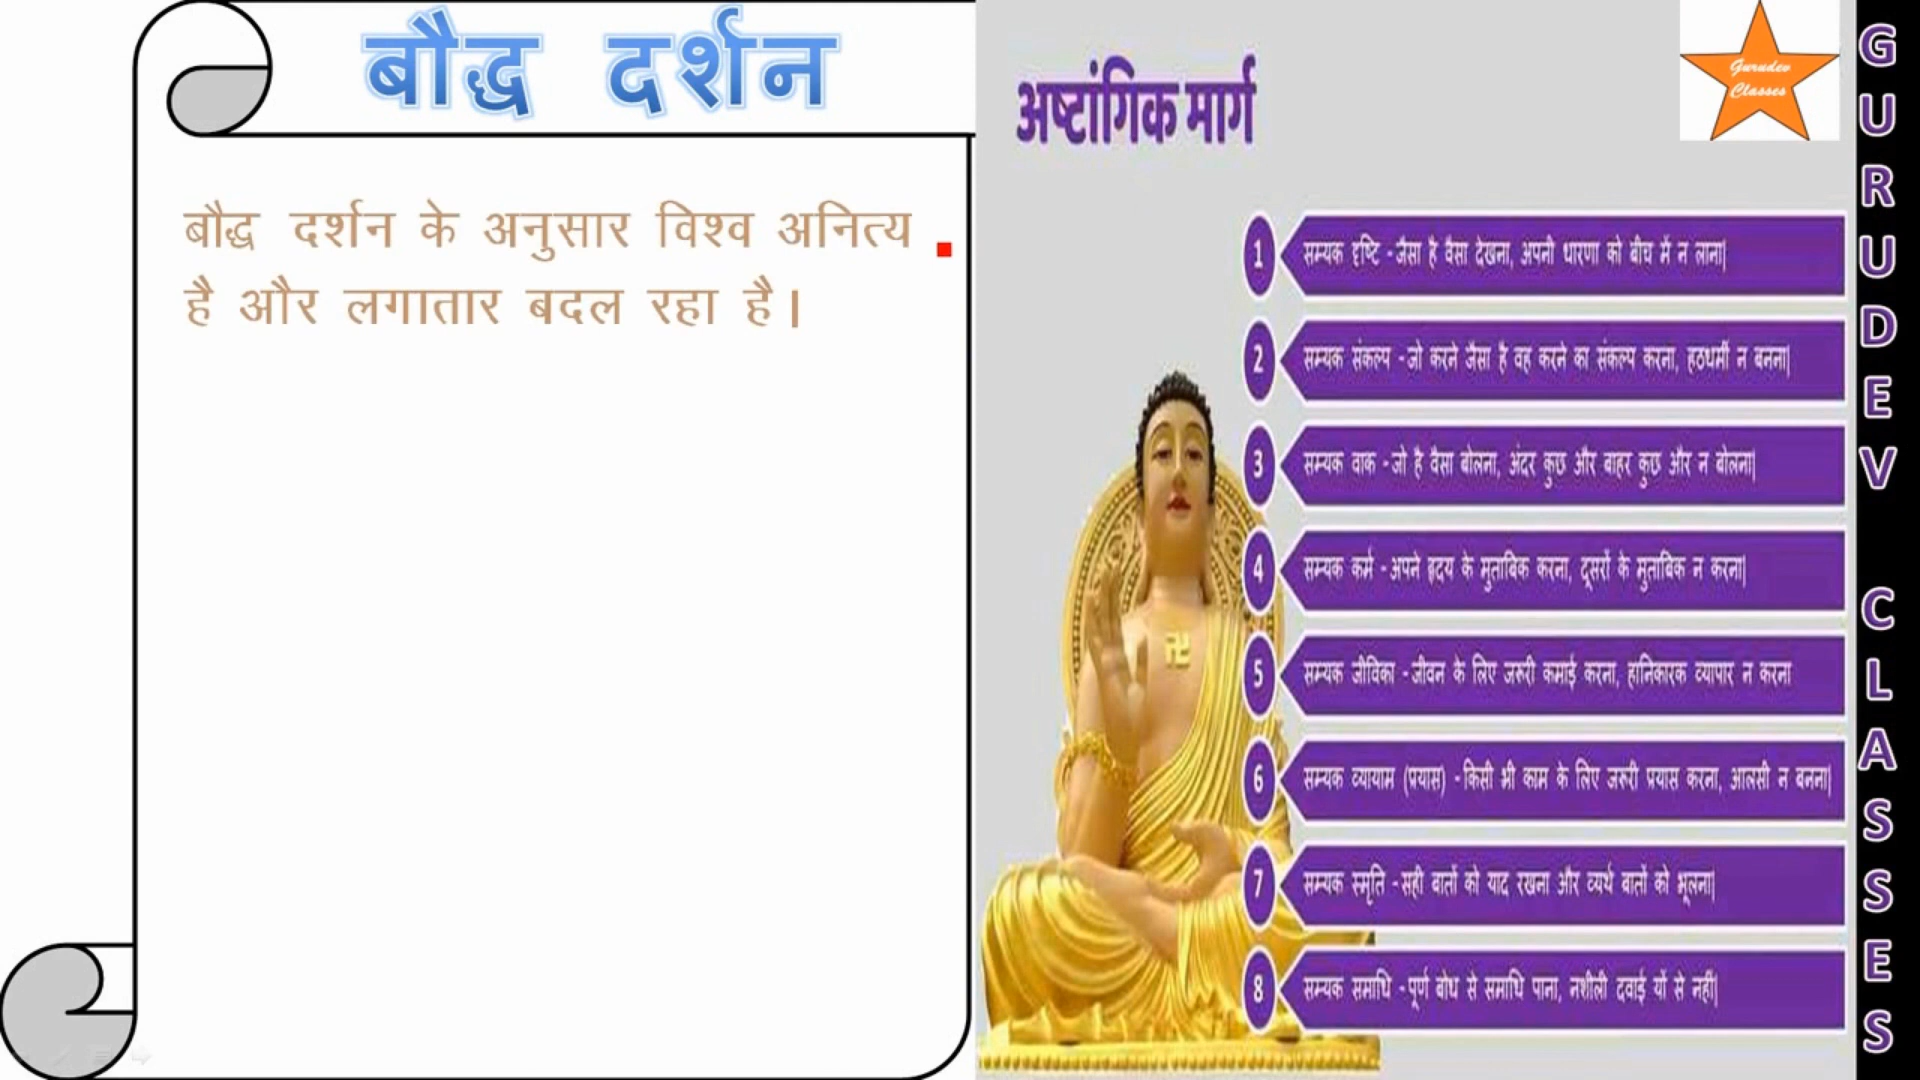 बौद्ध दर्शन
बौद्ध दर्शन के अनुसार विश्व अनित्य
है और लगातार बदल रहा है।
अष्टांगिक मार्ग
Gurudev
Classes
1 सम्यक दृष्टि -जैसा है वैसा देखना, अपनी धारणा को बीच में न लाना|
2 सम्यक संकल्प -जो करने जैसा है वह करने का संकल्प करना, हठधर्मी न बनना|
3 सम्यक वाक -जो है वैसा बोलना, अंदर कुछ और बाहर कुछ और न बोलना|
4 सम्यक कर्म -अपने ह्रदय के मुताबिक करना, दूसरों के मुताबिक न करना|
5 सम्यक जीविका -जीवन के लिए जरूरी कमाई करना, हानिकारक व्यापार न करना
6 सम्यक व्यायाम (प्रयास) -किसी भी काम के लिए जरूरी प्रयास करना, आलसी न बनना|
7 सम्यक स्मृति -सही बातों को याद रखना और व्यर्थ बातों को भूलना|
8 सम्यक समाधि -पूर्ण बोध से समाधि पाना, नशीली दवाई यों से नहीं|
GURUDEV CLASSES